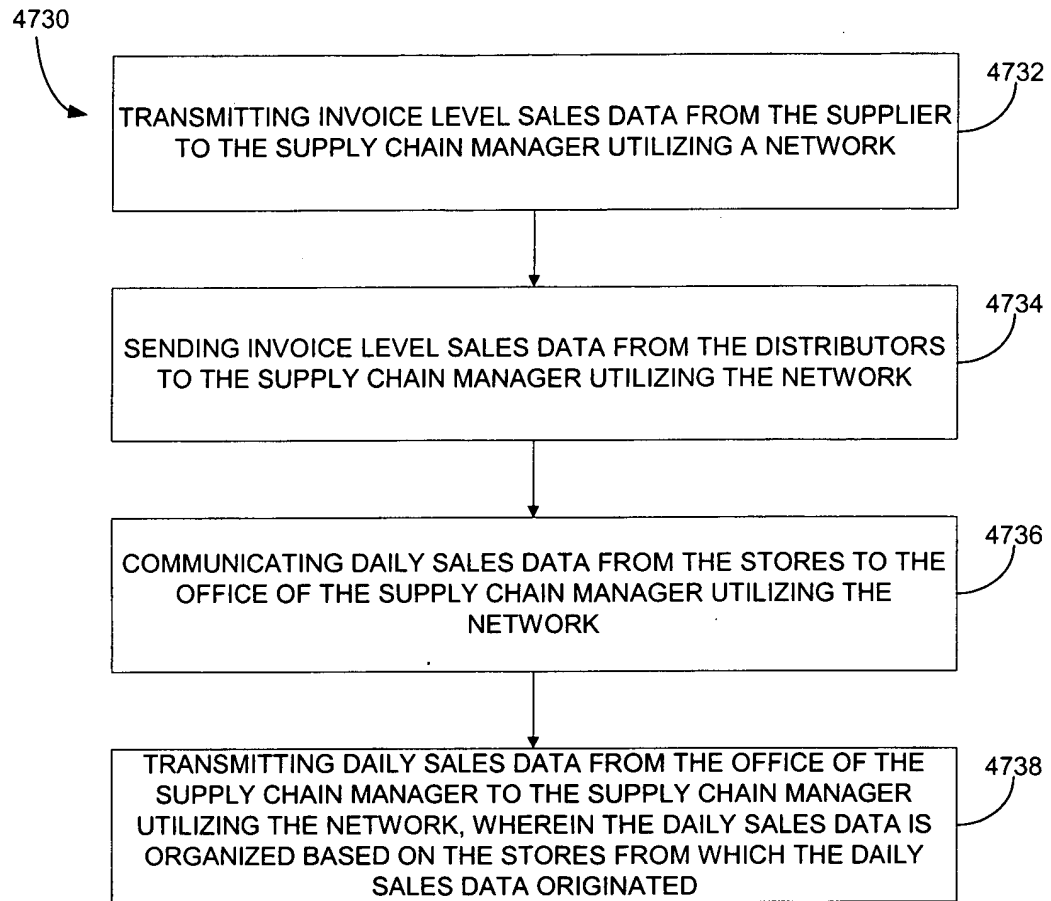 4730
4732
TRANSMITTING INVOICE LEVEL SALES DATA FROM THE SUPPLIER
TO THE SUPPLY CHAIN MANAGER UTILIZING A NETWORK
4734
SENDING INVOICE LEVEL SALES DATA FROM THE DISTRIBUTORS
TO THE SUPPLY CHAIN MANAGER UTILIZING THE NETWORK
4736
COMMUNICATING DAILY SALES DATA FROM THE STORES TO THE
OFFICE OF THE SUPPLY CHAIN MANAGER UTILIZING THE
NETWORK
4738
TRANSMITTING DAILY SALES DATA FROM THE OFFICE OF THE
SUPPLY CHAIN MANAGER TO THE SUPPLY CHAIN MANAGER
UTILIZING THE NETWORK, WHEREIN THE DAILY SALES DATA IS
ORGANIZED BASED ON THE STORES FROM WHICH THE DAILY
SALES DATA ORIGINATED